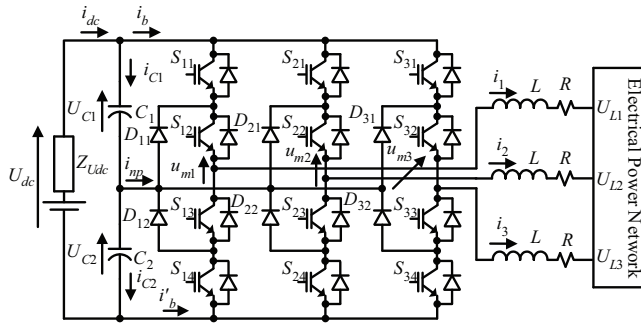 i_dc i_b
S_11 S_21 S_31
i_C1
U_C1 C_1
D_11 S_12 D_21 S_22 D_31 S_32
i_1 L R
U_L1
U_dc Z_Udc
i_np u_m1 u_m2 u_m3
i_2 L R
U_L2
D_12 S_13 D_22 S_23 D_32 S_33
U_C2 C_2
i_3 L R
U_L3
i_C2 S_14 S_24 S_34
i'_b
Electrical Power Network